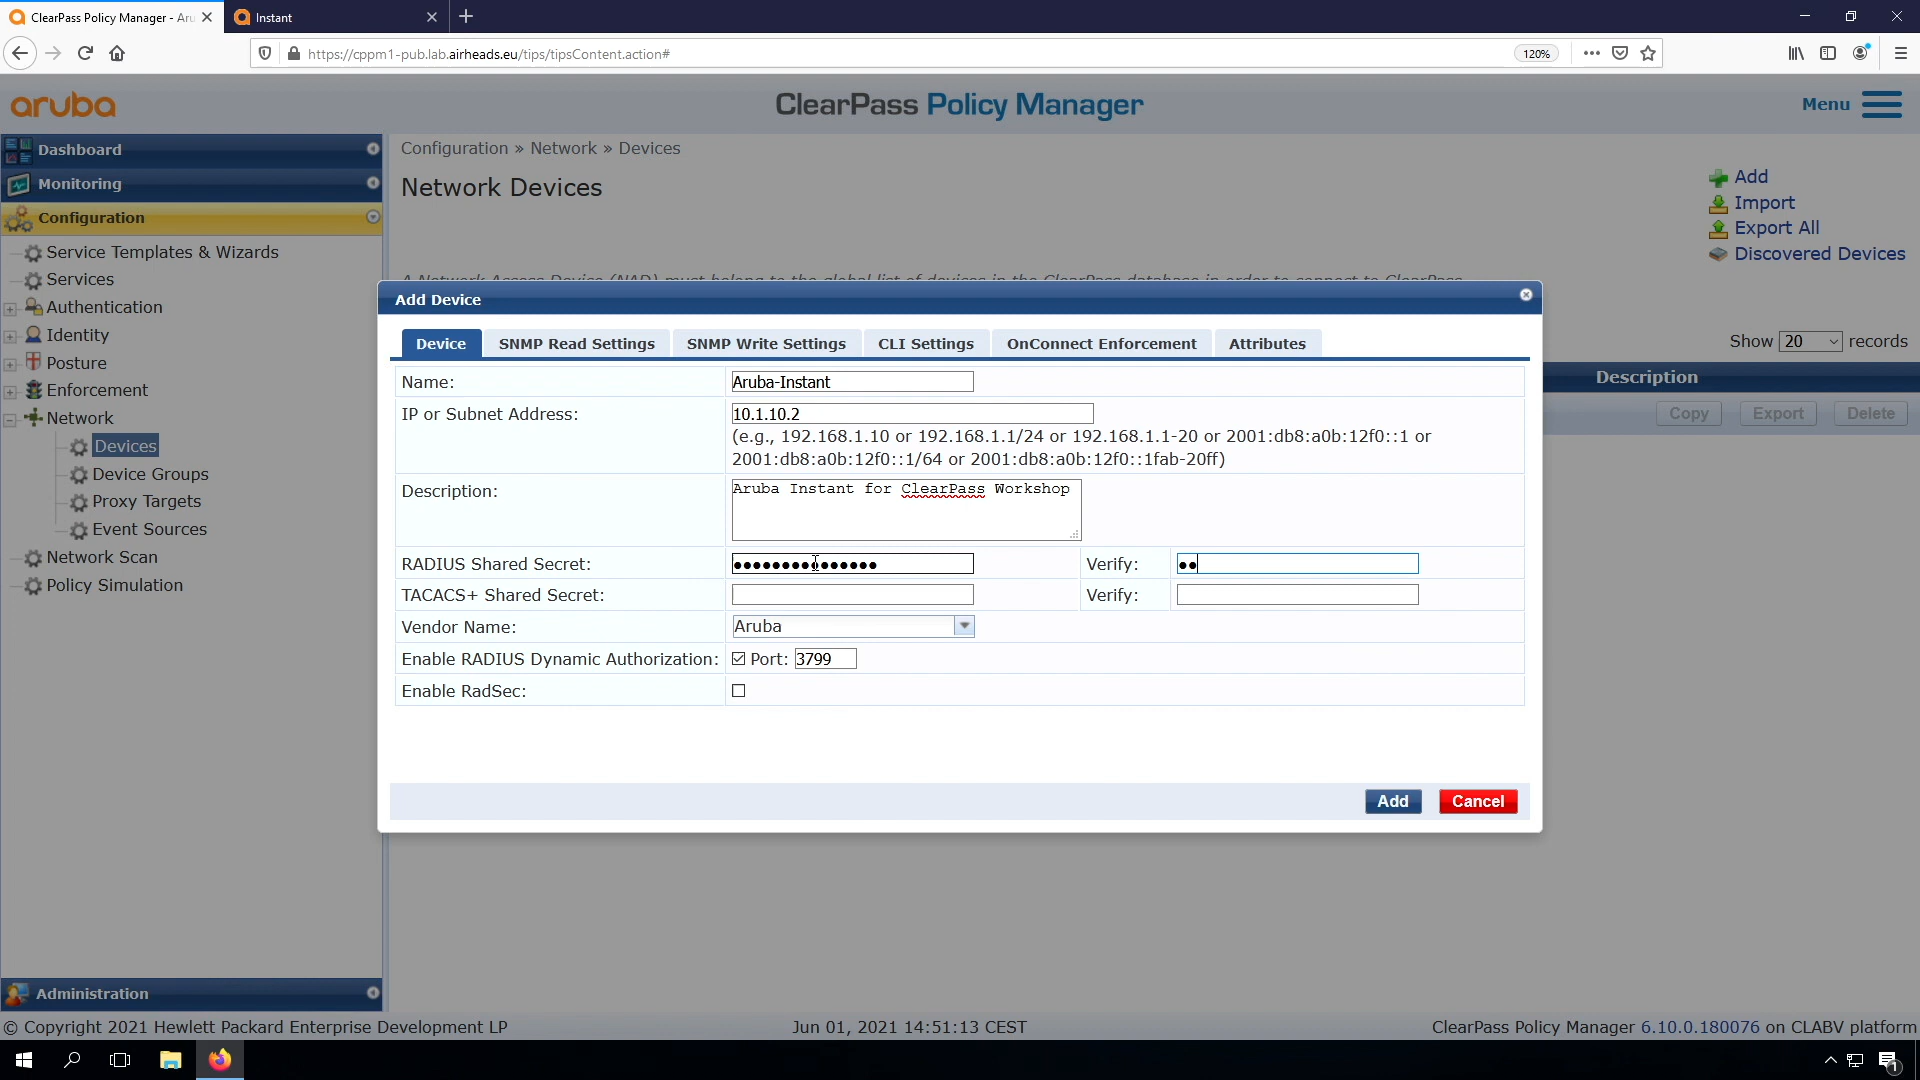 ClearPass Policy Manager - Aru
Instant
https://cppm1-pub.lab.airheads.eu/tips/tipsContent.action#
120%
aruba
ClearPass Policy Manager
Menu
Dashboard
Monitoring
Configuration
Service Templates & Wizards
Services
Authentication
Identity
Posture
Enforcement
Network
Devices
Device Groups
Proxy Targets
Event Sources
Network Scan
Policy Simulation
Administration
Configuration » Network » Devices
Network Devices
Add
Import
Export All
Discovered Devices
A Network Access Device (NAD) must belong to the global list of devices in the ClearPass database in order to connect to ClearPass.
Show 20 records
Description
Copy Export Delete
Add Device
Device SNMP Read Settings SNMP Write Settings CLI Settings OnConnect Enforcement Attributes
Name: Aruba-Instant
IP or Subnet Address: 10.1.10.2
(e.g., 192.168.1.10 or 192.168.1.1/24 or 192.168.1.1-20 or 2001:db8:a0b:12f0::1 or
2001:db8:a0b:12f0::1/64 or 2001:db8:a0b:12f0::1fab-20ff)
Description: Aruba Instant for ClearPass Workshop
RADIUS Shared Secret: ●●●●●●●●●●●●●●● Verify: ●●
TACACS+ Shared Secret: Verify:
Vendor Name: Aruba
Enable RADIUS Dynamic Authorization: Port: 3799
Enable RadSec:
Add Cancel
© Copyright 2021 Hewlett Packard Enterprise Development LP
Jun 01, 2021 14:51:13 CEST
ClearPass Policy Manager 6.10.0.180076 on CLABV platform
1